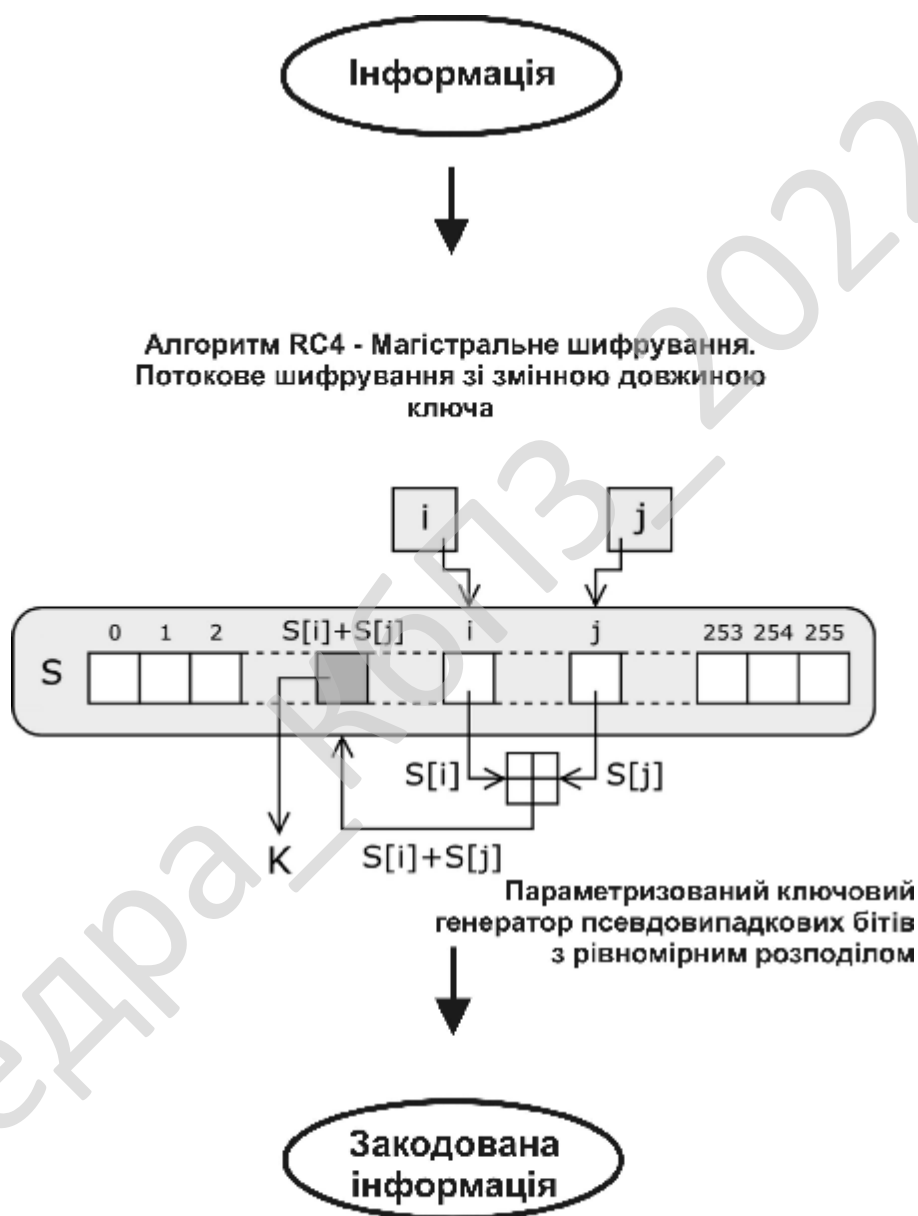 Інформація
Алгоритм RC4 - Магістральне шифрування.
Потокове шифрування зі змінною довжиною
ключа
i j
0 1 2 S[i]+S[j] i j 253 254 255
S
S[i] S[j]
K S[i]+S[j]
Параметризований ключовий
генератор псевдовипадкових бітів
з рівномірним розподілом
Закодована
інформація
едра_КБПЗ_2022